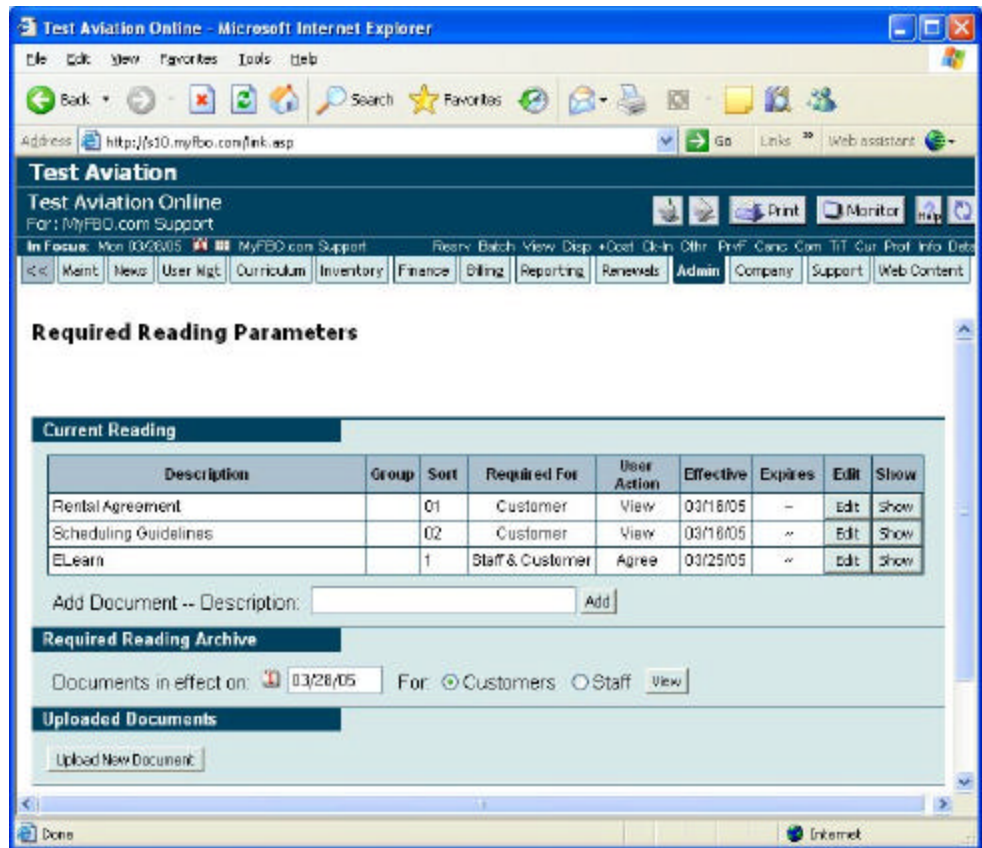 Test Aviation Online - Microsoft Internet Explorer
File Edit View Favorites Tools Help
Back Search Favorites
Address http://s10.myfbo.com/link.asp Go Links » Web assistant
Test Aviation
Test Aviation Online
For: MyFBO.com Support
Print Monitor Help
In Focus: Mon 03/28/05 MyFBO.com Support Resrv Batch View Disp +Cost Ck-In Othr PrvF Canc Com TiT Cur Prof Info
<< Maint News User Mgt Curriculum Inventory Finance Billing Reporting Renewals Admin Company Support Web Content
Required Reading Parameters
Current Reading
Description Group Sort Required For User Action Effective Expires Edit Show
Rental Agreement 01 Customer View 03/16/05 ~ Edit Show
Scheduling Guidelines 02 Customer View 03/16/05 ~ Edit Show
ELearn 1 Staff & Customer Agree 03/25/05 ~ Edit Show
Add Document -- Description: Add
Required Reading Archive
Documents in effect on: 03/28/05 For: Customers Staff View
Uploaded Documents
Upload New Document
Done Internet